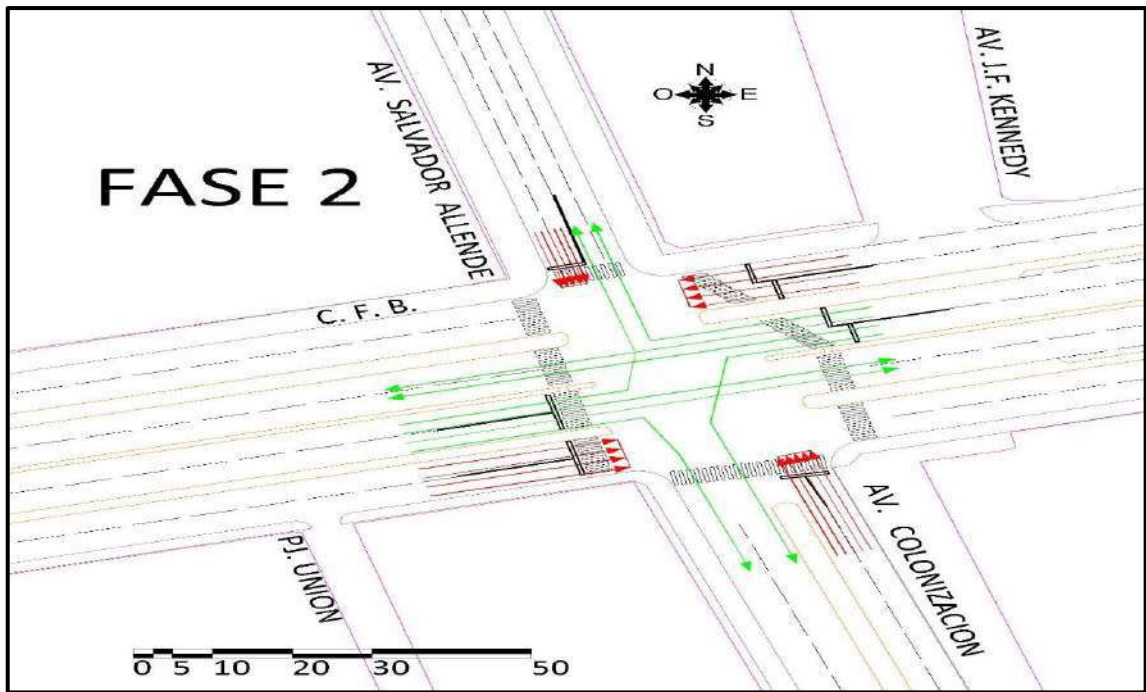 FASE 2
AV. SALVADOR ALLENDE
N
O E
S
AV. J.F. KENNEDY
C. F. B.
PJ. UNION
AV. COLONIZACION
0 5 10 20 30 50